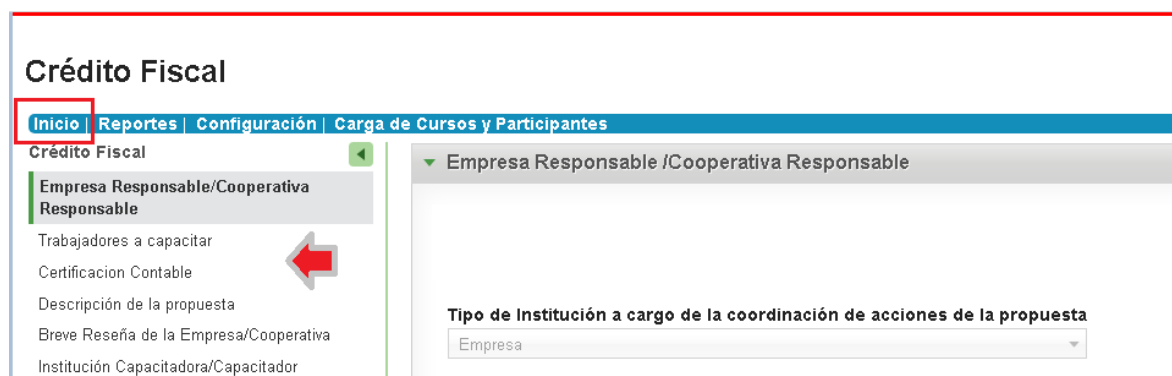 Crédito Fiscal
Inicio | Reportes | Configuración | Carga de Cursos y Participantes
Crédito Fiscal
Empresa Responsable/Cooperativa
Responsable
Trabajadores a capacitar
Certificacion Contable
Descripción de la propuesta
Breve Reseña de la Empresa/Cooperativa
Institución Capacitadora/Capacitador
Empresa Responsable /Cooperativa Responsable
Tipo de Institución a cargo de la coordinación de acciones de la propuesta
Empresa